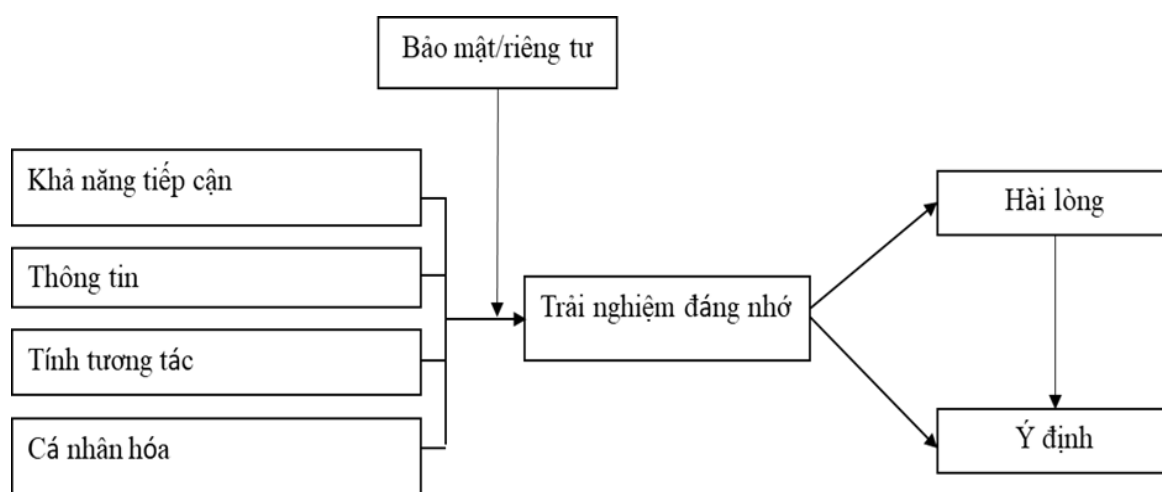 Bảo mật/riêng tư
Khả năng tiếp cận
Hài lòng
Thông tin
Trải nghiệm đáng nhớ
Tính tương tác
Cá nhân hóa
Ý định